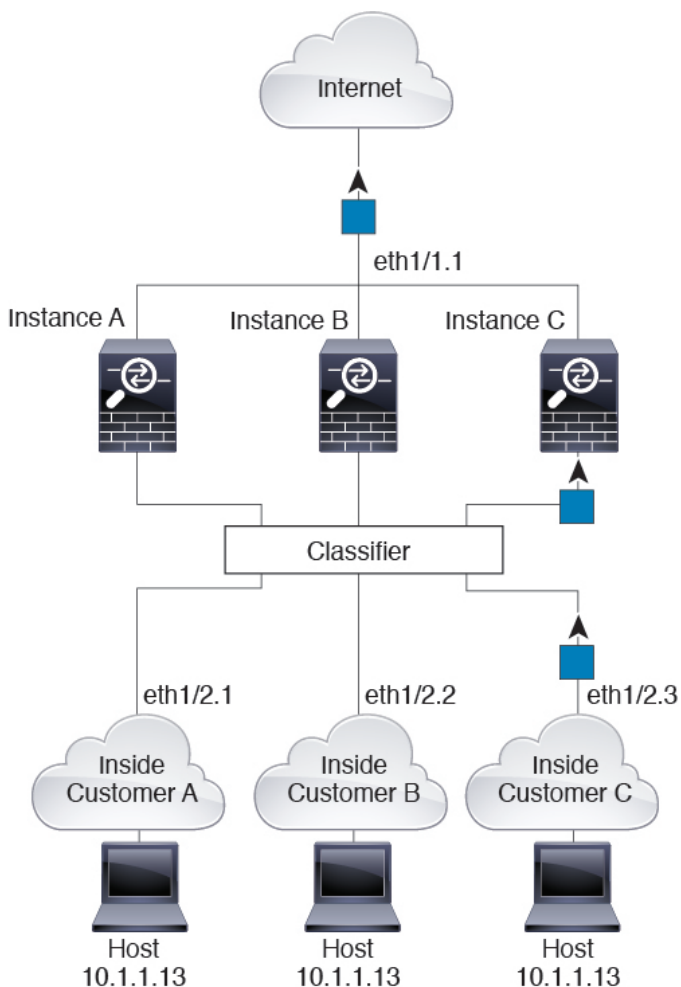 Internet
eth1/1.1
Instance A
Instance B
Instance C
Classifier
eth1/2.1
eth1/2.2
eth1/2.3
Inside
Customer A
Inside
Customer B
Inside
Customer C
Host
10.1.1.13
Host
10.1.1.13
Host
10.1.1.13